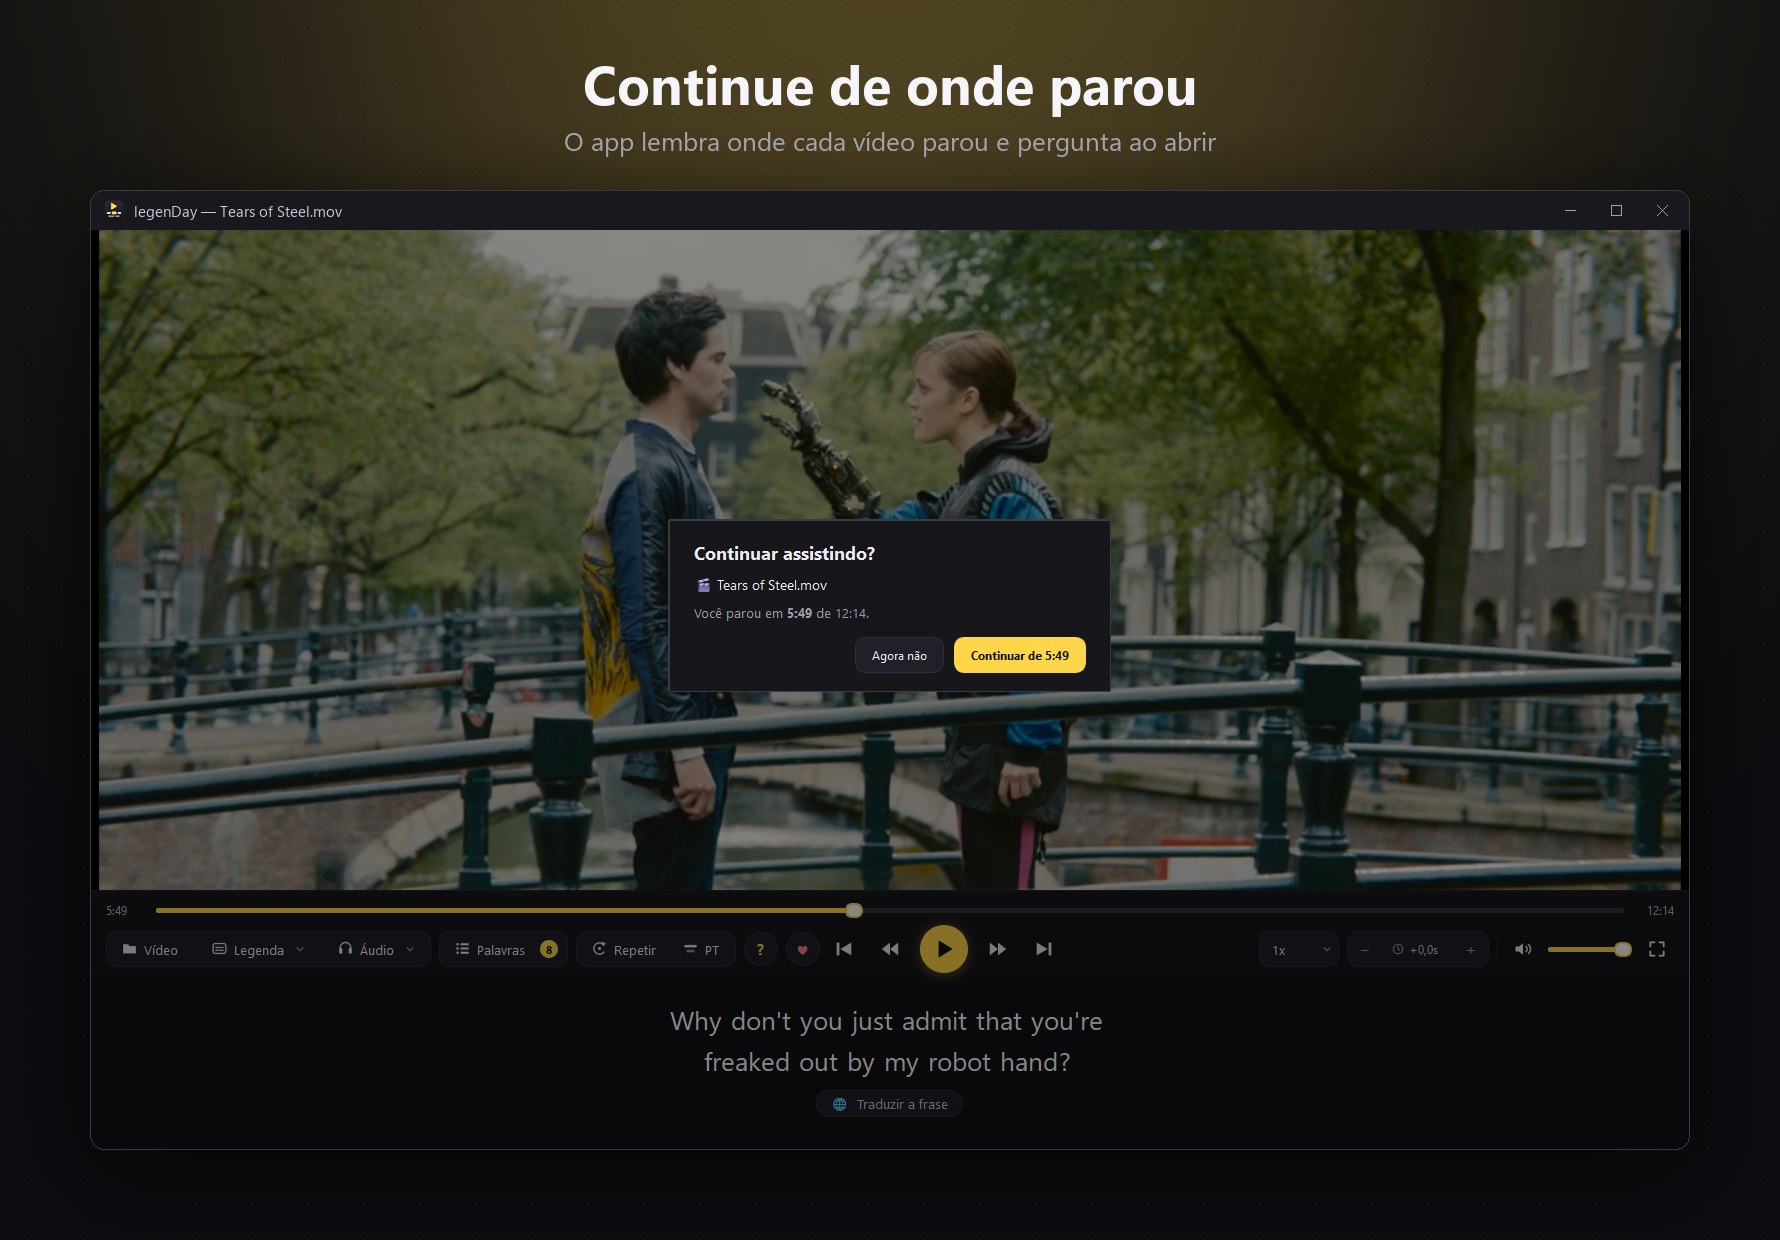 Continue de onde parou
O app lembra onde cada vídeo parou e pergunta ao abrir
legenDay — Tears of Steel.mov
Continuar assistindo?
Tears of Steel.mov
Você parou em 5:49 de 12:14.
Agora não
Continuar de 5:49
5:49
12:14
Vídeo
Legenda
Áudio
Palavras
8
Repetir
PT
?
1x
− +0,0s +
Why don't you just admit that you're
freaked out by my robot hand?
Traduzir a frase